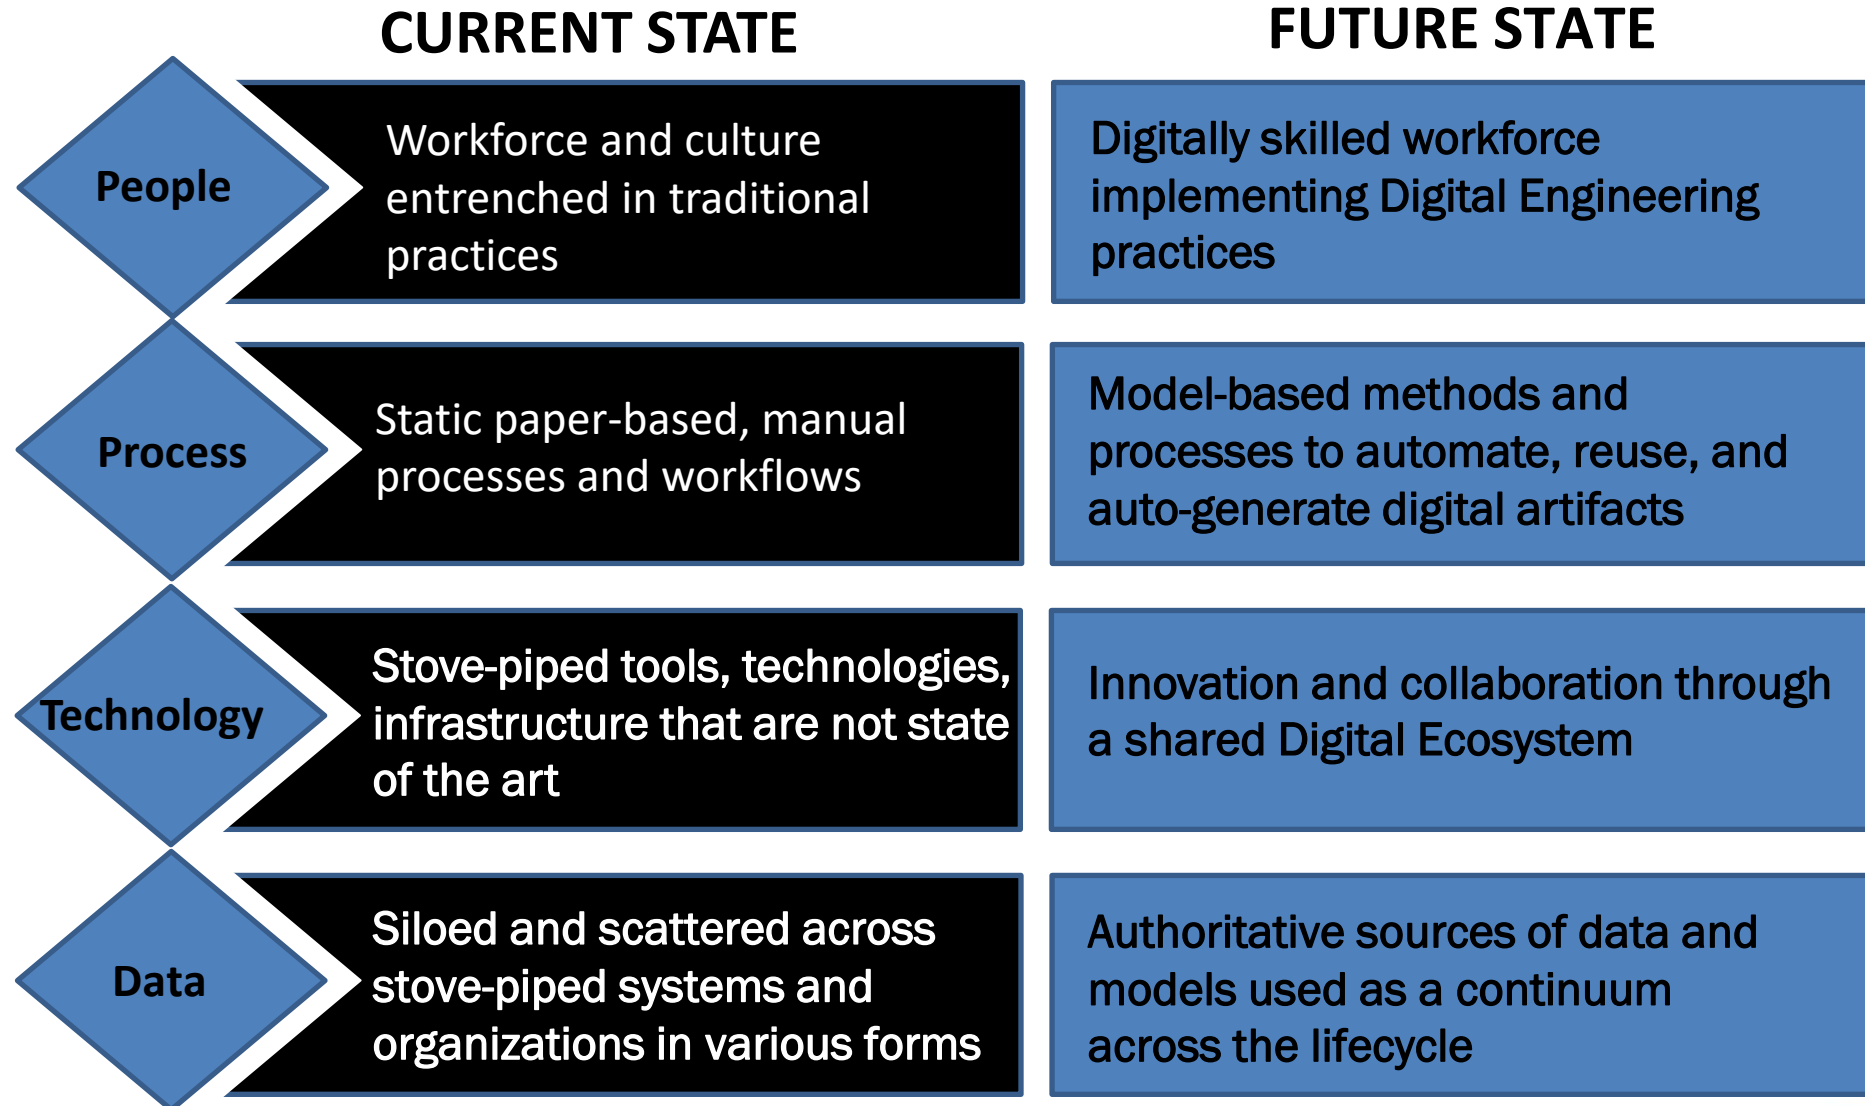 CURRENT STATE
FUTURE STATE
People
Workforce and culture
entrenched in traditional
practices
Digitally skilled workforce
implementing Digital Engineering
practices
Process
Static paper-based, manual
processes and workflows
Model-based methods and
processes to automate, reuse, and
auto-generate digital artifacts
Technology
Stove-piped tools, technologies,
infrastructure that are not state
of the art
Innovation and collaboration through
a shared Digital Ecosystem
Data
Siloed and scattered across
stove-piped systems and
organizations in various forms
Authoritative sources of data and
models used as a continuum
across the lifecycle